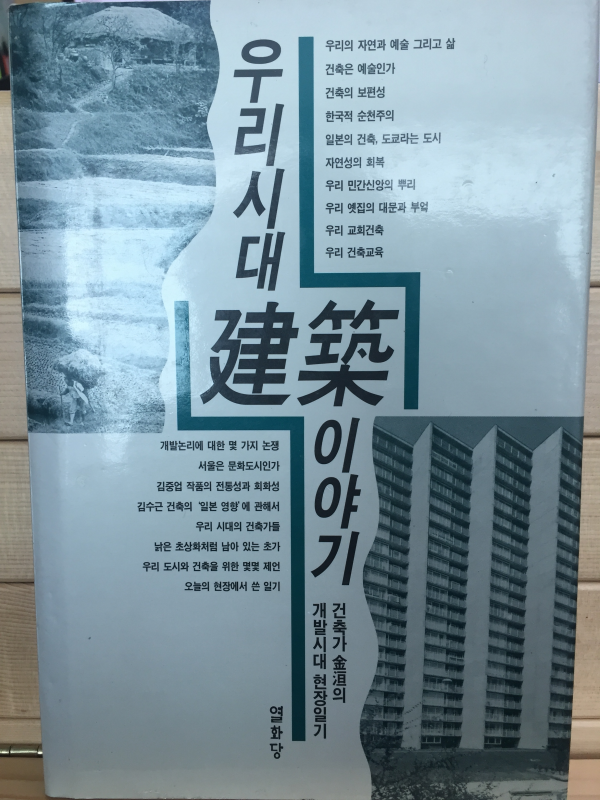 우리시대
建築
이야기
우리의 자연과 예술 그리고 삶
건축은 예술인가
건축의 보편성
한국적 순천주의
일본의 건축, 도쿄라는 도시
자연성의 회복
우리 민간신앙의 뿌리
우리 옛집의 대문과 부엌
우리 교회건축
우리 건축교육
개발논리에 대한 몇 가지 논쟁
서울은 문화도시인가
김중업 작품의 전통성과 회화성
김수근 건축의 '일본 영향'에 관해서
우리 시대의 건축가들
낡은 초상화처럼 남아 있는 초가
우리 도시와 건축을 위한 몇몇 제언
오늘의 현장에서 쓴 일기
건축가 金洹의
개발시대 현장일기
열화당